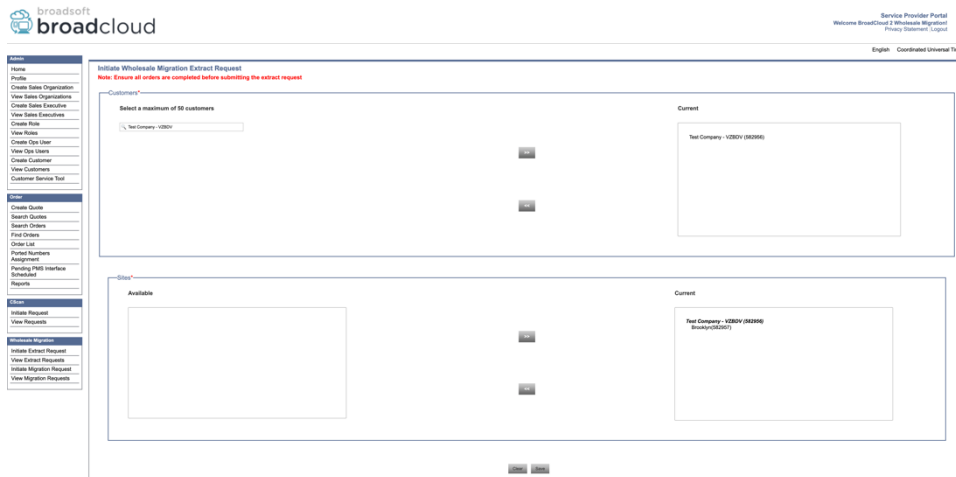 broadsoft
broadcloud
Service Provider Portal
Welcome BroadCloud 2 Wholesale Migration!
Privacy Statement Logout
English Coordinated Universal Ti
Admin
Home
Profile
Create Sales Organization
View Sales Organizations
Create Sales Executive
View Sales Executives
Create Role
View Roles
Create Ops User
View Ops Users
Create Customer
View Customers
Customer Service Tool
Order
Create Quote
Search Quotes
Search Orders
Find Orders
Order List
Ported Numbers
Assignment
Pending PMS Interface
Scheduled
Reports
CScan
Initiate Request
View Requests
Wholesale Migration
Initiate Extract Request
View Extract Requests
Initiate Migration Request
View Migration Requests
Initiate Wholesale Migration Extract Request
Note: Ensure all orders are completed before submitting the extract request
Customers*
Select a maximum of 50 customers
Test Company - VZBDV
>>
<<
Current
Test Company - VZBDV (582956)
Sites*
Available
>>
<<
Current
Test Company - VZBDV (582956)
Brooklyn(582957)
Clear Save